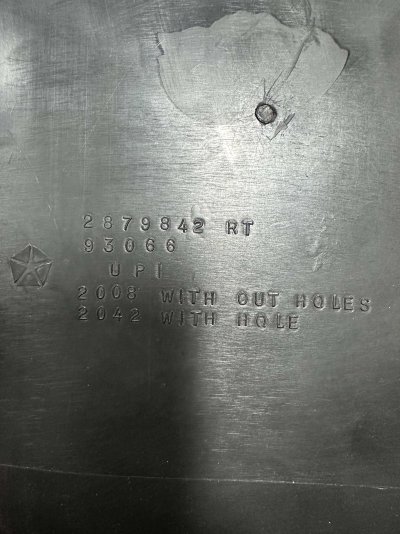 2879842 RT
93066
UPI
2008 WITH OUT HOLES
2042 WITH HOLE